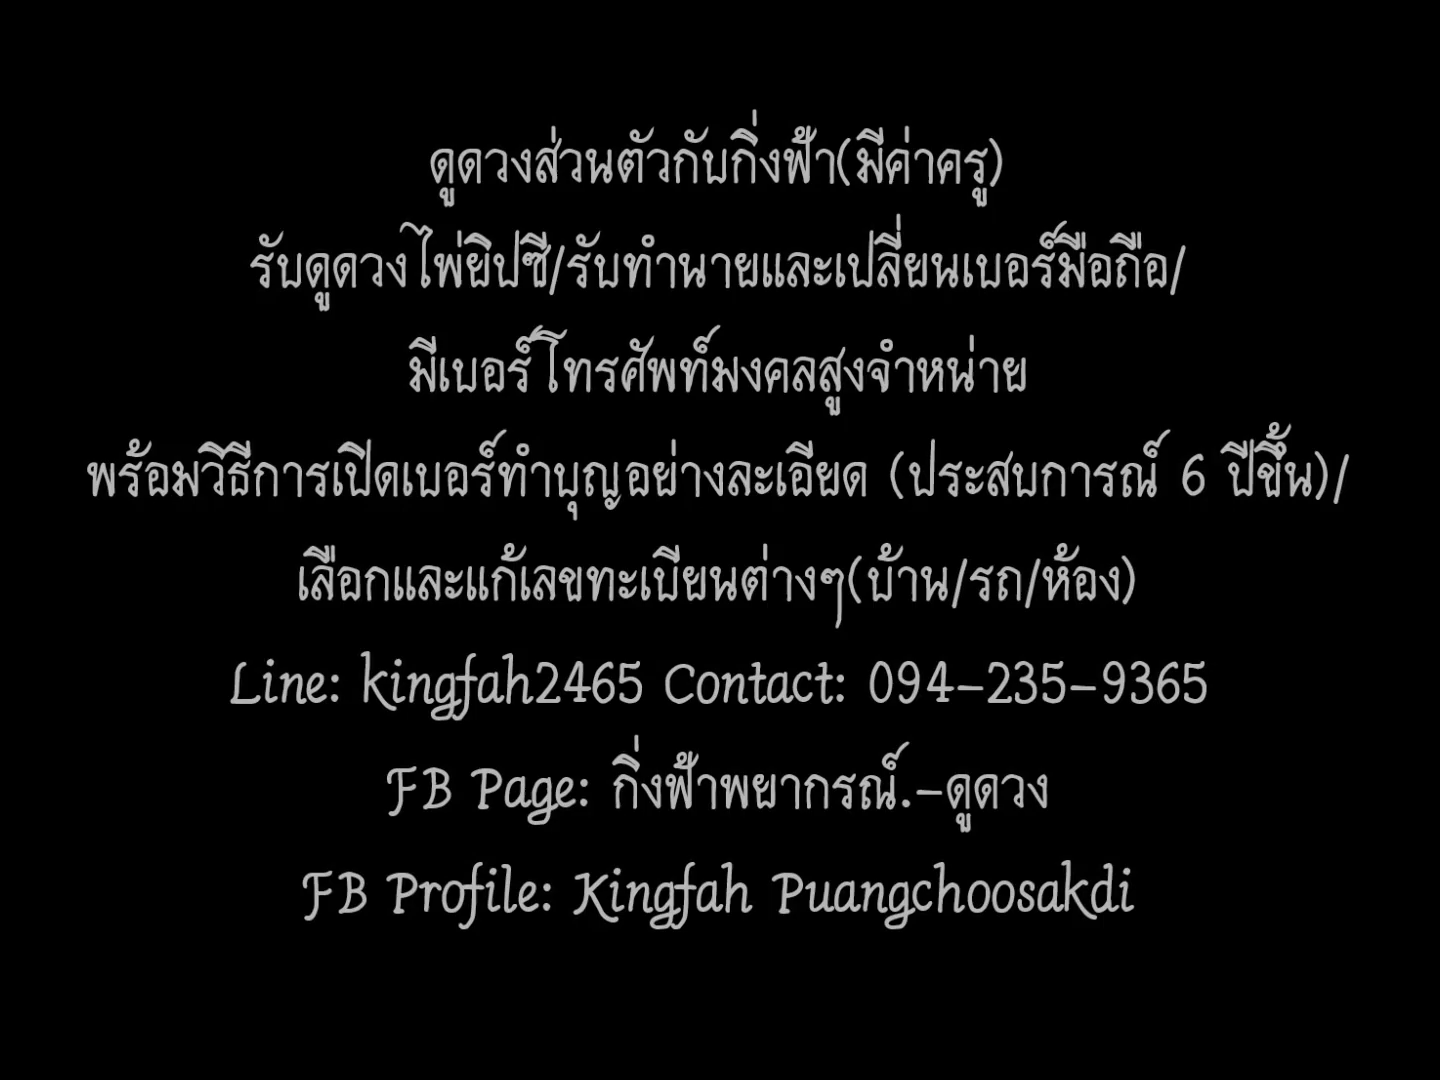 ดูดวงส่วนตัวกับกิ่งฟ้า(มีค่าครู)
รับดูดวงไพ่ยิปซี/รับทำนายและเปลี่ยนเบอร์มือถือ/
มีเบอร์โทรศัพท์มงคลสูงจำหน่าย
พร้อมวิธีการเปิดเบอร์ทำบุญอย่างละเอียด (ประสบการณ์ 6 ปีขึ้น)/
เลือกและแก้เลขทะเบียนต่างๆ(บ้าน/รถ/ห้อง)
Line: kingfah2465 Contact: 094-235-9365
FB Page: กิ่งฟ้าพยากรณ์.-ดูดวง
FB Profile: Kingfah Puangchoosakdi